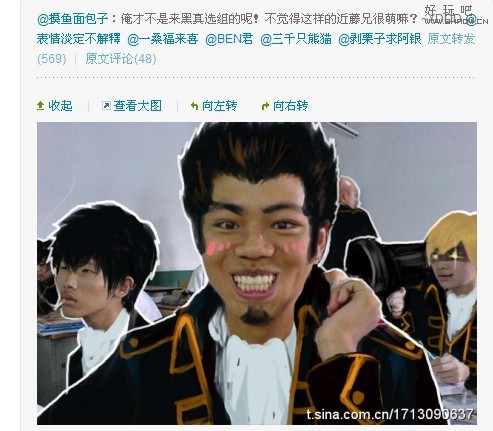 好玩吧
www.haowb.cn
@摸鱼面包子：俺才不是来黑真选组的呢！不觉得这样的近藤兄很萌嘛？
@表情淡定不解釋 @一桑福来喜 @BEN君 @三千只熊猫 @剥栗子求阿银 原文转发
(569) | 原文评论(48)
收起 | 查看大图 | 向左转 向右转
t.sina.com.cn/1713090637